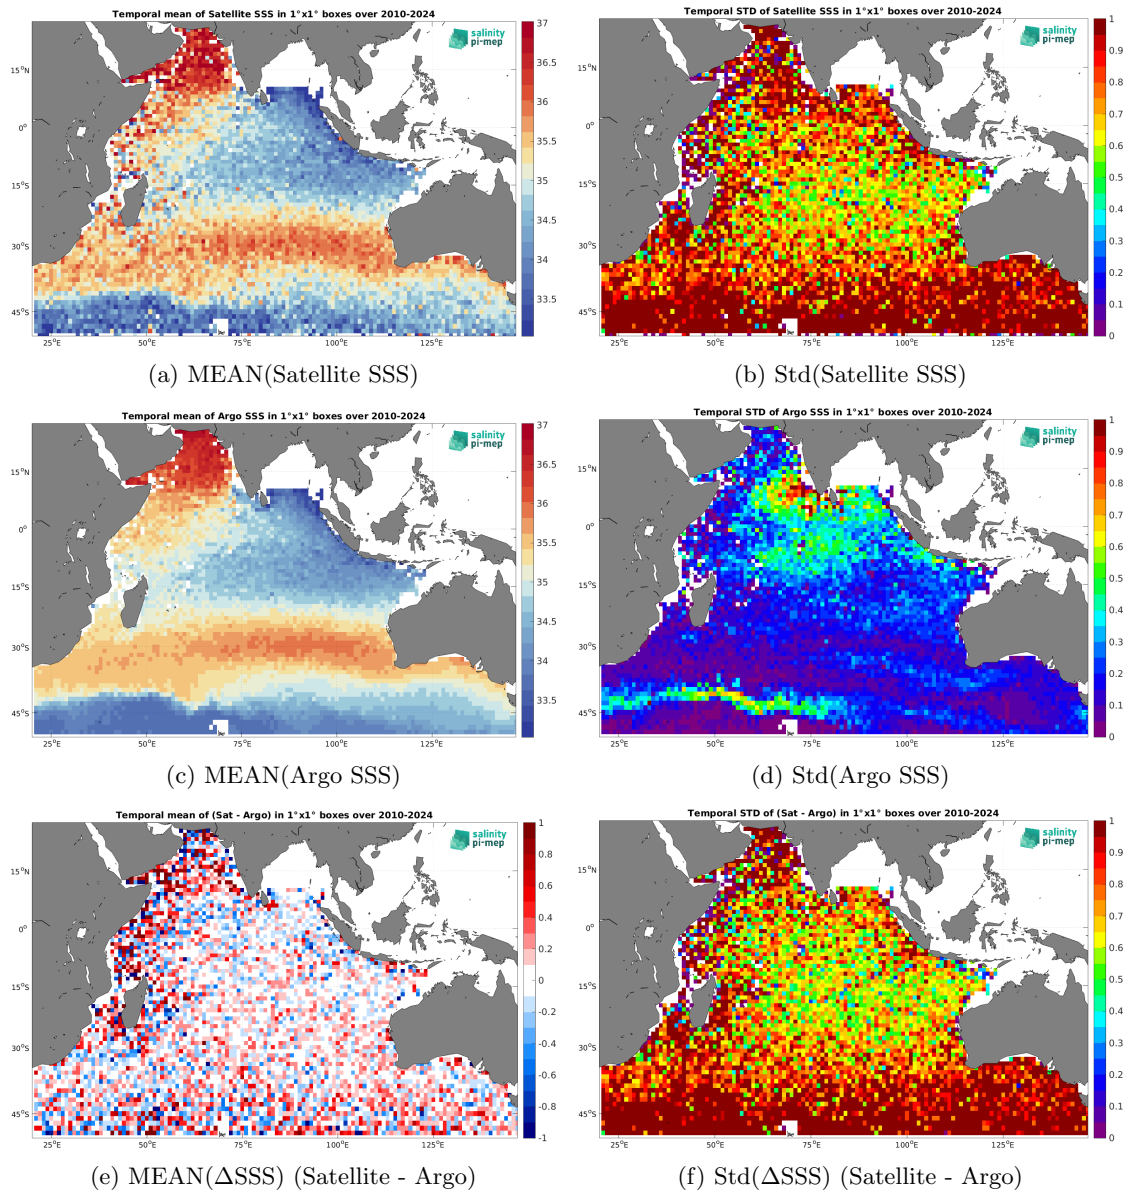 Temporal mean of Satellite SSS in 1°x1° boxes over 2010-2024
salinity
pi-mep
15°N
0°
15°S
30°S
45°S
25°E
50°E
75°E
100°E
125°E
37
36.5
36
35.5
35
34.5
34
33.5
(a) MEAN(Satellite SSS)
Temporal STD of Satellite SSS in 1°x1° boxes over 2010-2024
salinity
pi-mep
15°N
0°
15°S
30°S
45°S
25°E
50°E
75°E
100°E
125°E
1
0.9
0.8
0.7
0.6
0.5
0.4
0.3
0.2
0.1
0
(b) Std(Satellite SSS)
Temporal mean of Argo SSS in 1°x1° boxes over 2010-2024
salinity
pi-mep
15°N
0°
15°S
30°S
45°S
25°E
50°E
75°E
100°E
125°E
37
36.5
36
35.5
35
34.5
34
33.5
(c) MEAN(Argo SSS)
Temporal STD of Argo SSS in 1°x1° boxes over 2010-2024
salinity
pi-mep
15°N
0°
15°S
30°S
45°S
25°E
50°E
75°E
100°E
125°E
1
0.9
0.8
0.7
0.6
0.5
0.4
0.3
0.2
0.1
0
(d) Std(Argo SSS)
Temporal mean of (Sat - Argo) in 1°x1° boxes over 2010-2024
salinity
pi-mep
15°N
0°
15°S
30°S
45°S
25°E
50°E
75°E
100°E
125°E
1
0.8
0.6
0.4
0.2
0.1
0
-0.1
-0.2
-0.4
-0.6
-0.8
-1
(e) MEAN(ΔSSS) (Satellite - Argo)
Temporal STD of (Sat - Argo) in 1°x1° boxes over 2010-2024
salinity
pi-mep
15°N
0°
15°S
30°S
45°S
25°E
50°E
75°E
100°E
125°E
1
0.9
0.8
0.7
0.6
0.5
0.4
0.3
0.2
0.1
0
(f) Std(ΔSSS) (Satellite - Argo)